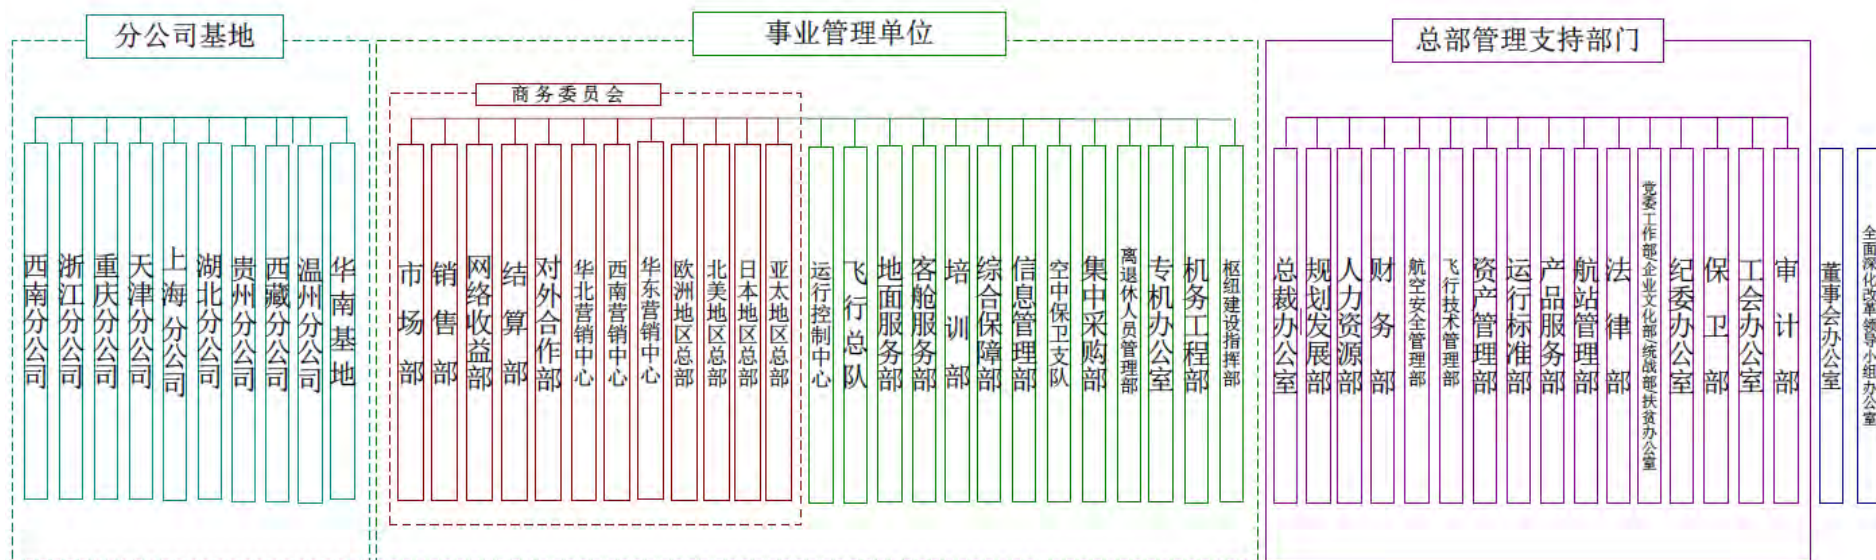 分公司基地
西南分公司
浙江分公司
重庆分公司
天津分公司
上海分公司
湖北分公司
贵州分公司
西藏分公司
温州分公司
华南基地
事业管理单位
商务委员会
市场部
销售部
网络收益部
结算部
对外合作部
华北营销中心
西南营销中心
华东营销中心
欧洲地区总部
北美地区总部
日本地区总部
亚太地区总部
运行控制中心
飞行总队
地面服务部
客舱服务部
培训部
综合保障部
信息管理部
空中保卫支队
集中采购部
离退休人员管理部
专机办公室
机务工程部
枢纽建设指挥部
总部管理支持部门
总裁办公室
规划发展部
人力资源部
财务部
航空安全管理部
飞行技术管理部
资产管理部
运行标准部
产品服务部
航站管理部
法律部
党委工作部/企业文化部/统战部/扶贫办公室
纪委办公室
保卫部
工会办公室
审计部
董事会办公室
全面深化改革领导小组办公室